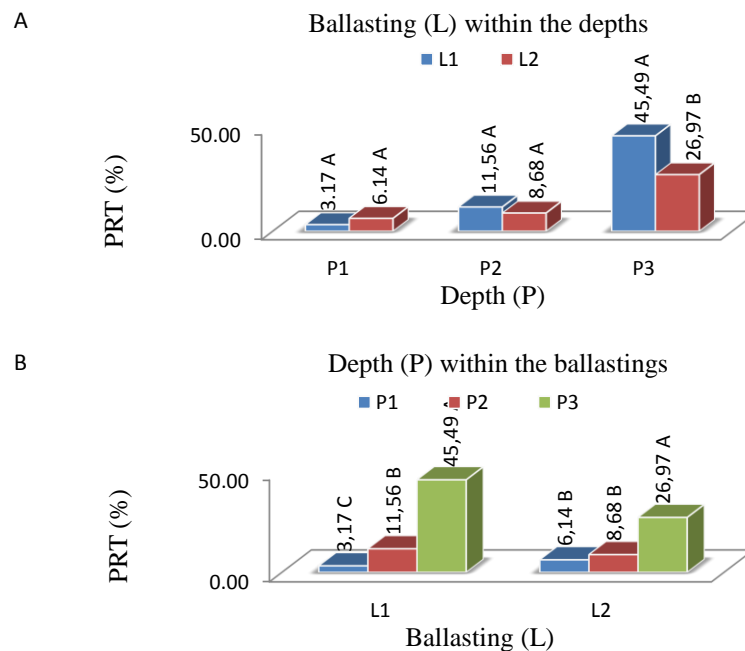 A
Ballasting (L) within the depths
L1 L2
3.17 A 6.14 A 11,56 A 8,68 A 45,49 A 26,97 B
50.00
0.00
PRT (%)
P1 P2 P3
Depth (P)
B
Depth (P) within the ballastings
P1 P2 P3
3,17 C 11,56 B 45,49 6,14 B 8,68 B 26,97 A
50.00
0.00
PRT (%)
L1 L2
Ballasting (L)